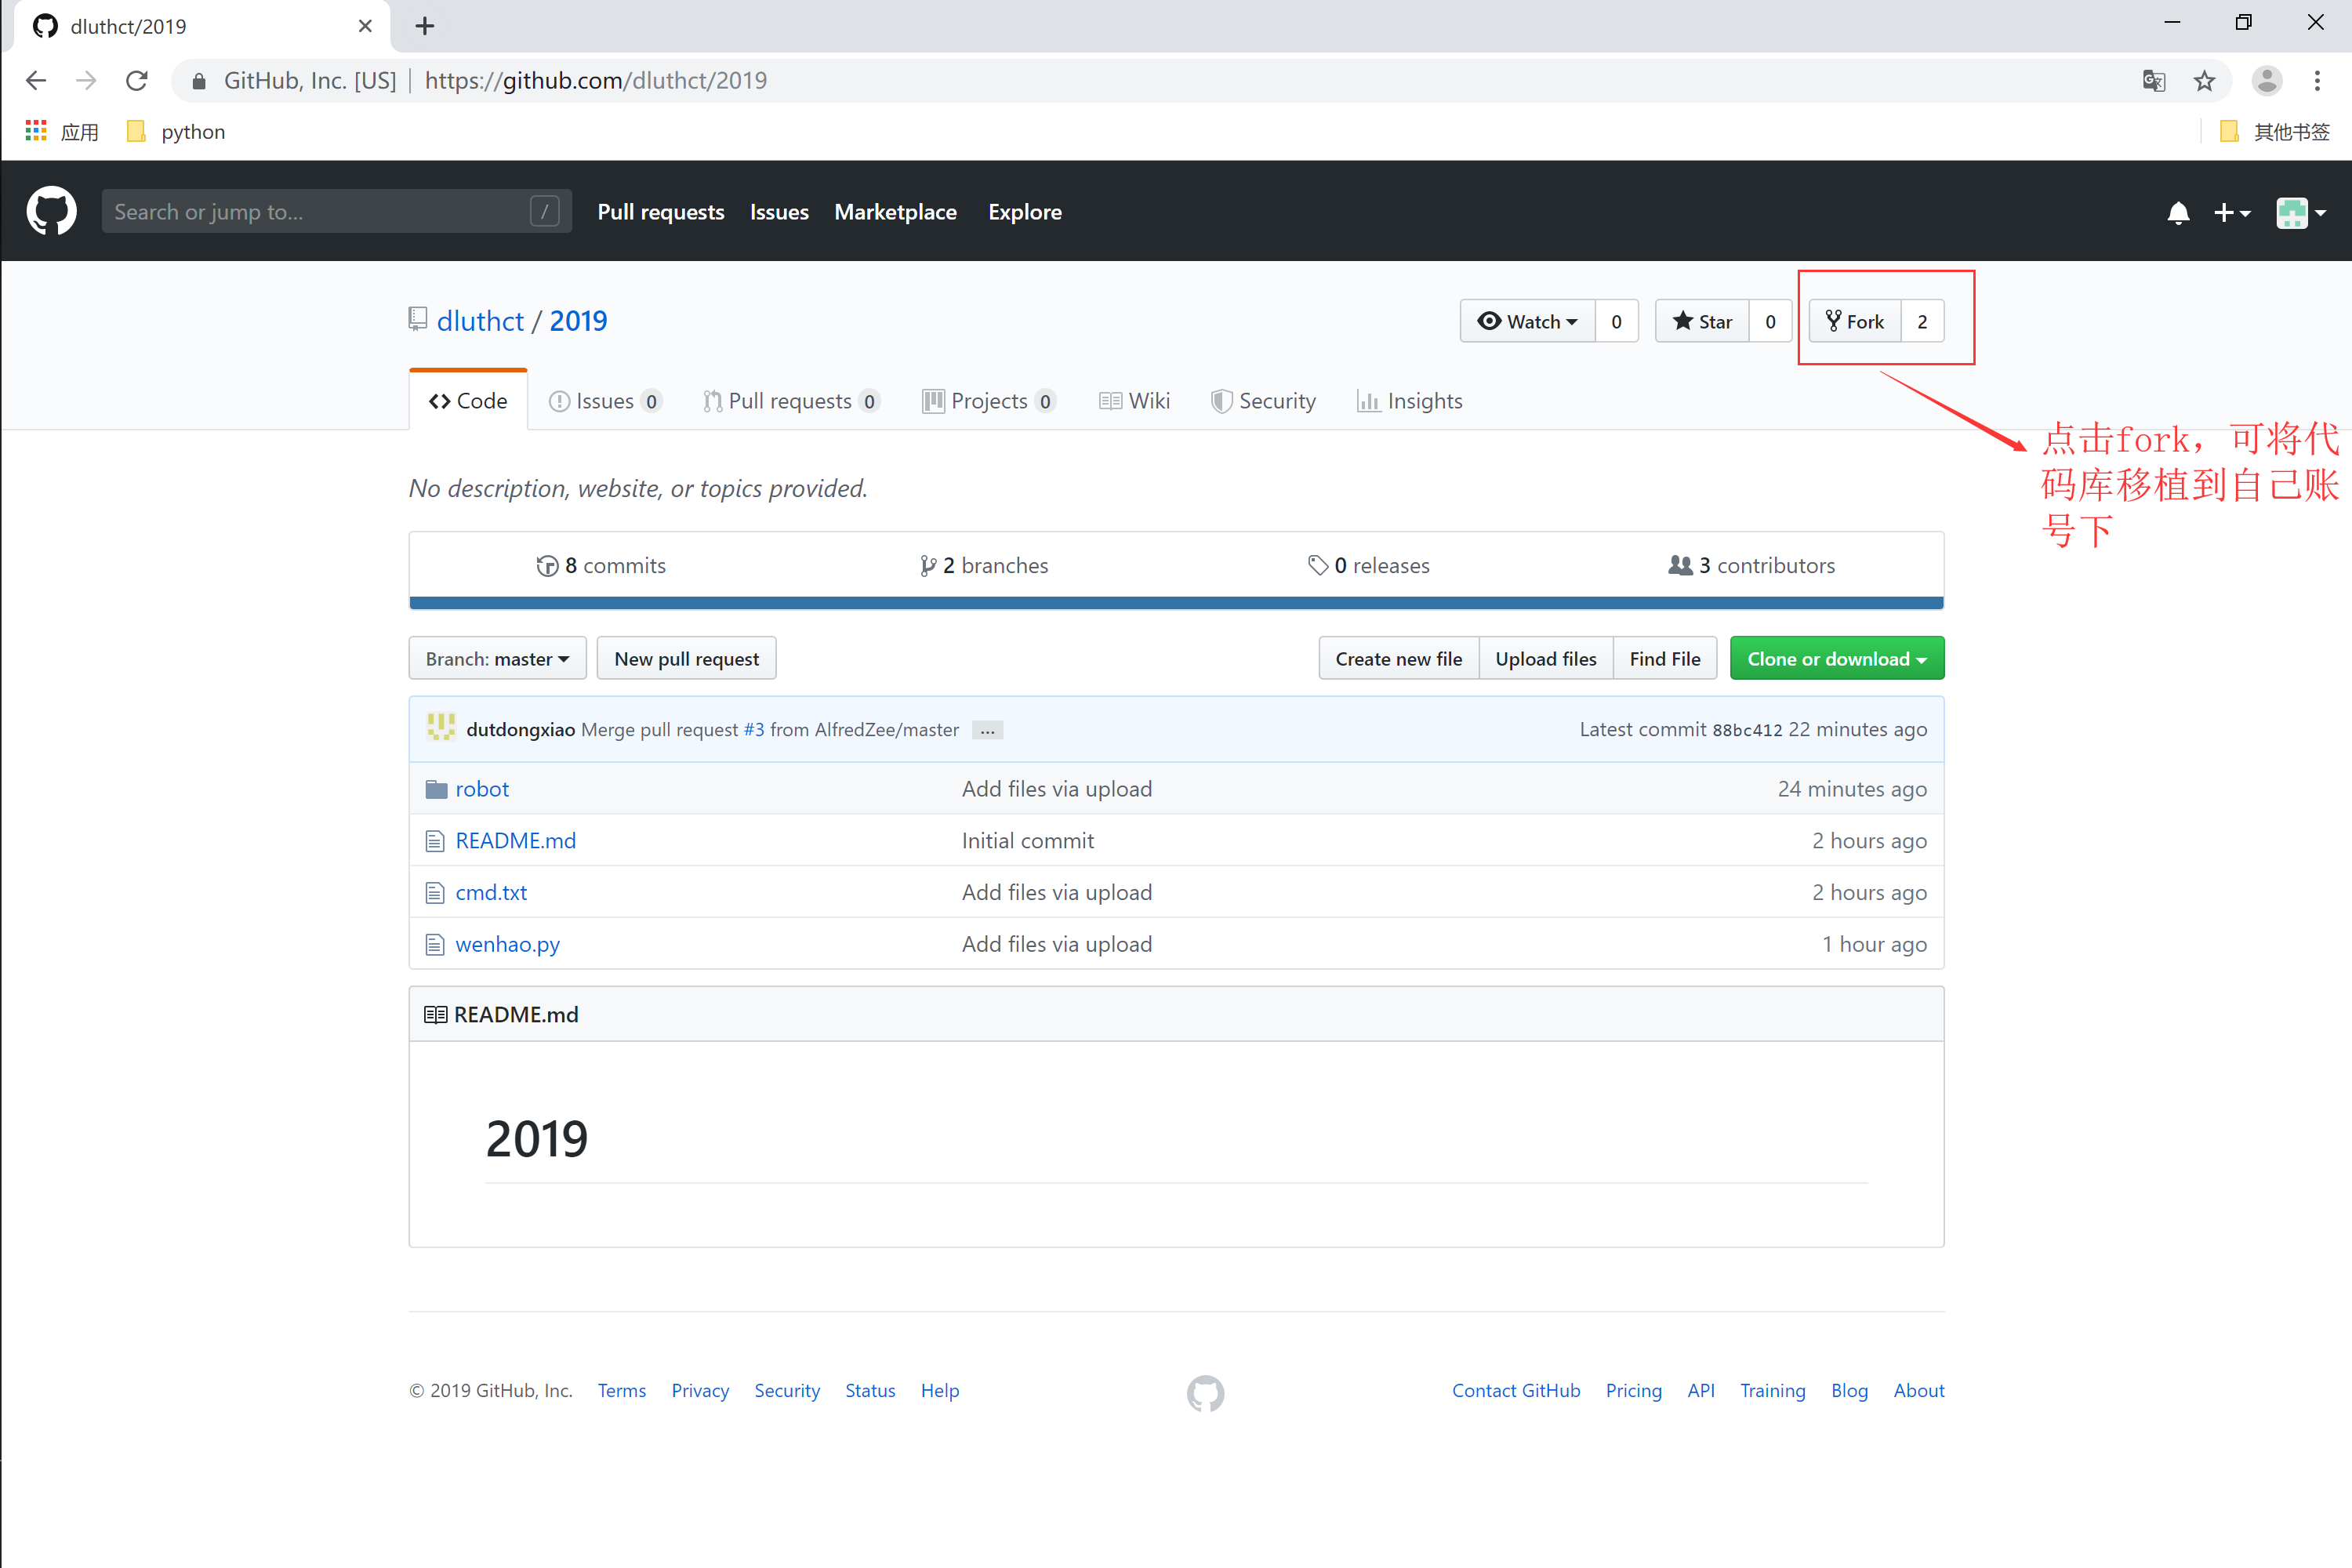 dluthct/2019
GitHub, Inc. [US] https://github.com/dluthct/2019
应用 python 其他书签
Search or jump to... / Pull requests Issues Marketplace Explore
dluthct / 2019 Watch 0 Star 0 Fork 2
Code Issues 0 Pull requests 0 Projects 0 Wiki Security Insights
点击fork，可将代
码库移植到自己账
号下
No description, website, or topics provided.
8 commits 2 branches 0 releases 3 contributors
Branch: master New pull request Create new file Upload files Find File Clone or download
dutdongxiao Merge pull request #3 from AlfredZee/master ... Latest commit 88bc412 22 minutes ago
robot Add files via upload 24 minutes ago
README.md Initial commit 2 hours ago
cmd.txt Add files via upload 2 hours ago
wenhao.py Add files via upload 1 hour ago
README.md
2019
© 2019 GitHub, Inc. Terms Privacy Security Status Help Contact GitHub Pricing API Training Blog About